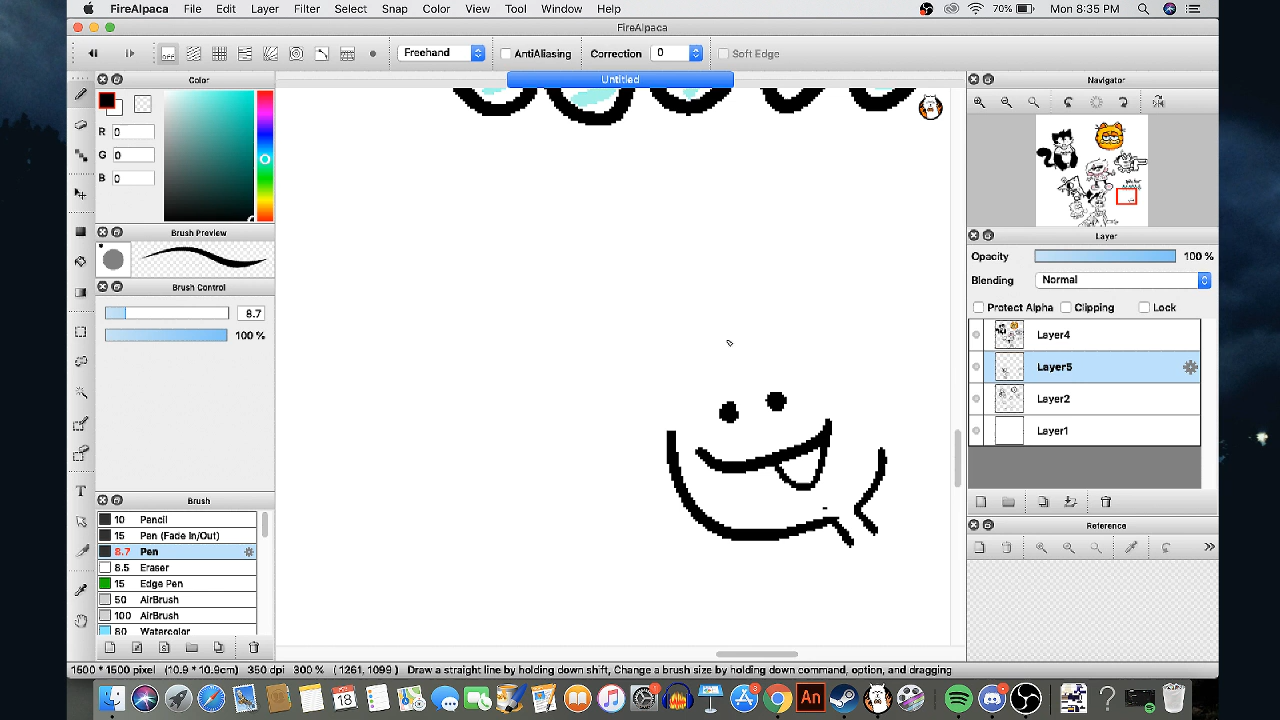 FireAlpaca File Edit Layer Filter Select Snap Color View Tool Window Help 70% Mon 8:35 PM
FireAlpaca
OFF Freehand AntiAliasing Correction 0 Soft Edge
Color Untitled Navigator
R 0
G 0
B 0
Brush Preview
Layer
Opacity 100 %
Blending Normal
Protect Alpha Clipping Lock
Brush Control
8.7
100 %
Layer4
Layer5
Layer2
Layer1
Brush
10 Pencil
15 Pen (Fade In/Out)
8.7 Pen
8.5 Eraser
15 Edge Pen
50 AirBrush
100 AirBrush
80 Watercolor
Reference
1500 * 1500 pixel (10.9 * 10.9cm) 350 dpi 300 % ( 1261, 1099 ) Draw a straight line by holding down shift, Change a brush size by holding down command, option, and dragging
18
An